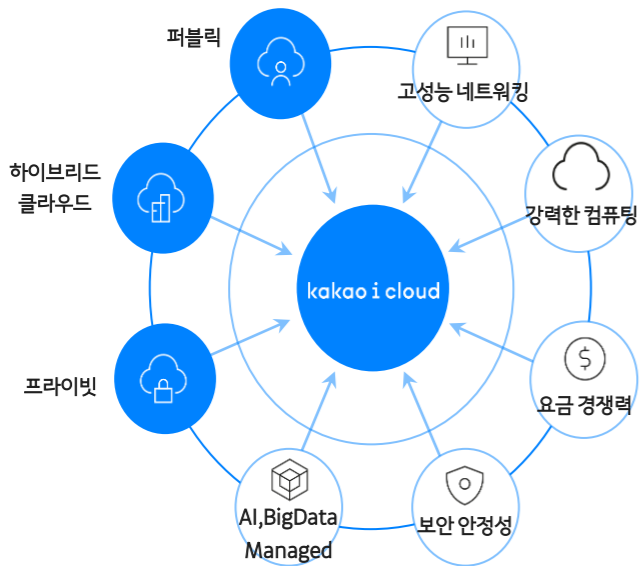 퍼블릭
고성능 네트워킹
하이브리드
클라우드
강력한 컴퓨팅
kakao i cloud
프라이빗
$
요금 경쟁력
AI,BigData
Managed
보안 안정성